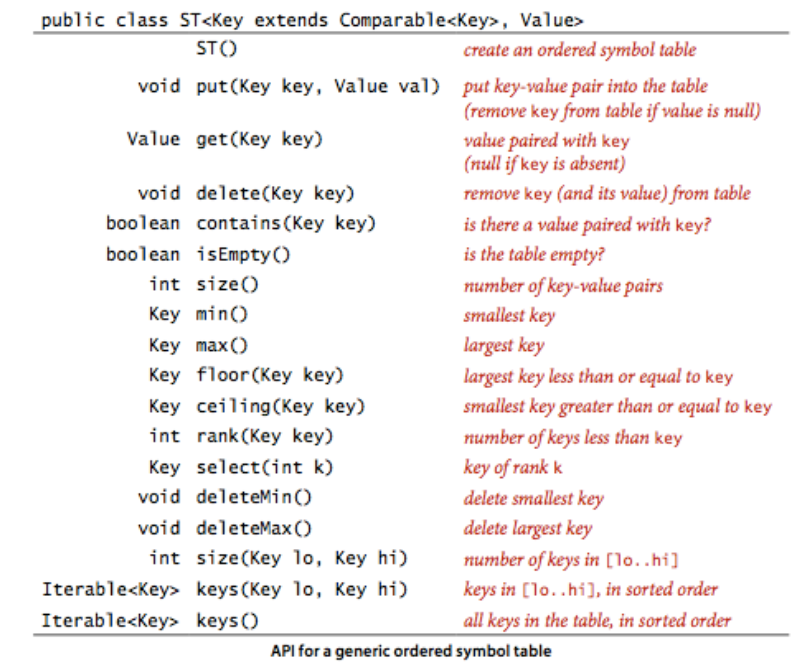 public class ST<Key extends Comparable<Key>, Value>
ST() create an ordered symbol table
void put(Key key, Value val) put key-value pair into the table
(remove key from table if value is null)
Value get(Key key) value paired with key
(null if key is absent)
void delete(Key key) remove key (and its value) from table
boolean contains(Key key) is there a value paired with key?
boolean isEmpty() is the table empty?
int size() number of key-value pairs
Key min() smallest key
Key max() largest key
Key floor(Key key) largest key less than or equal to key
Key ceiling(Key key) smallest key greater than or equal to key
int rank(Key key) number of keys less than key
Key select(int k) key of rank k
void deleteMin() delete smallest key
void deleteMax() delete largest key
int size(Key lo, Key hi) number of keys in [lo..hi]
Iterable<Key> keys(Key lo, Key hi) keys in [lo..hi], in sorted order
Iterable<Key> keys() all keys in the table, in sorted order
API for a generic ordered symbol table